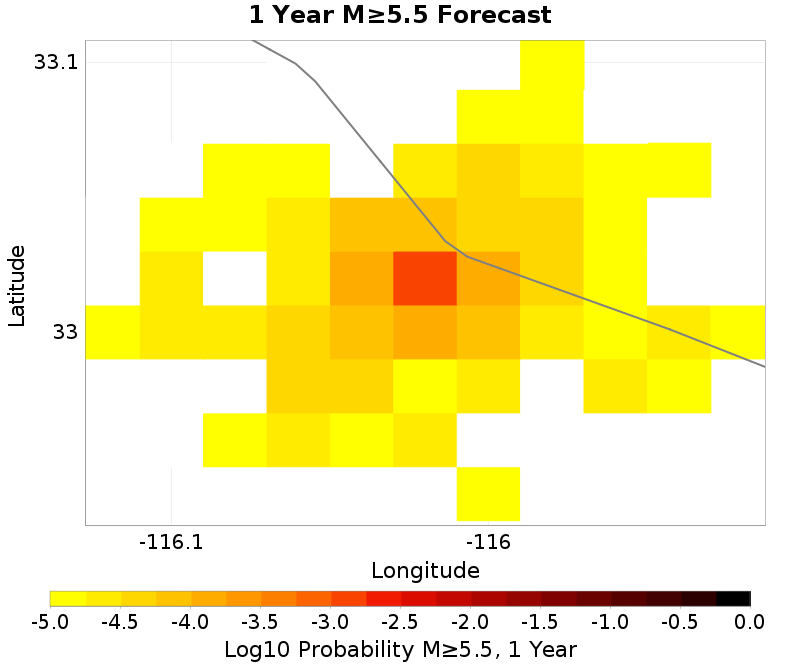 1 Year M≥5.5 Forecast
33.1
33
Latitude
-116.1 -116
Longitude
-5.0 -4.5 -4.0 -3.5 -3.0 -2.5 -2.0 -1.5 -1.0 -0.5 0.0
Log10 Probability M≥5.5, 1 Year